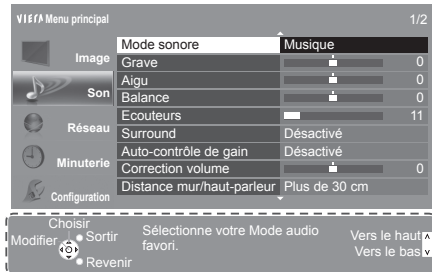 VIErA Menu principal 1/2
Image
Son
Réseau
Minuterie
Configuration
Mode sonore Musique
Grave 0
Aigu 0
Balance 0
Ecouteurs 11
Surround Désactivé
Auto-contrôle de gain Désactivé
Correction volume 0
Distance mur/haut-parleur Plus de 30 cm
Choisir
Modifier Sortir
Revenir
Sélectionne votre Mode audio
favori.
Vers le haut
Vers le bas